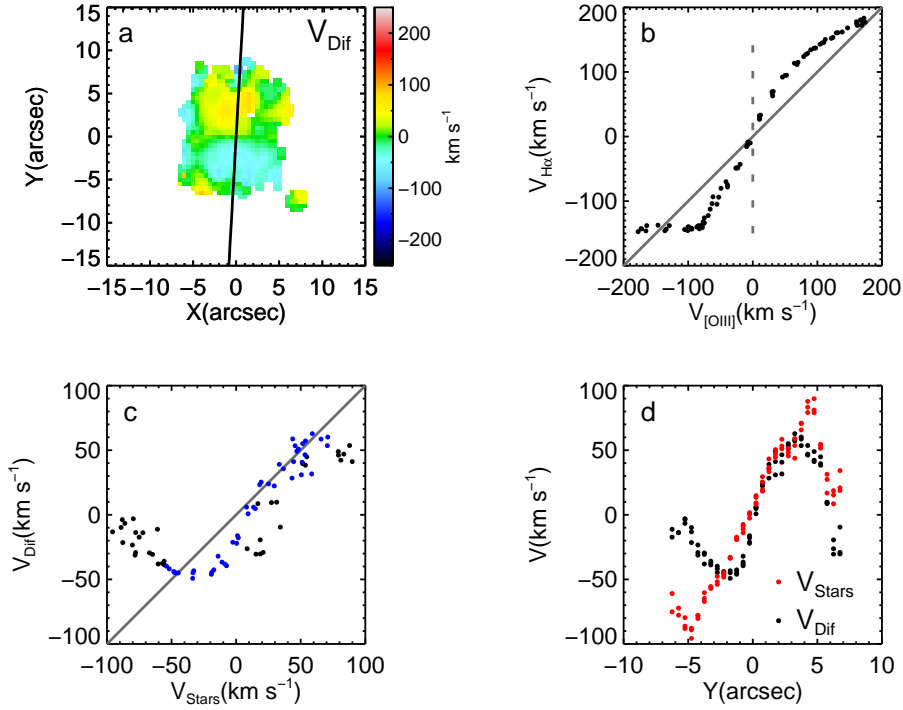 a
V_Dif
15
10
5
0
−5
−10
−15
Y(arcsec)
−15 −10 −5 0 5 10 15
X(arcsec)
200
100
0
−100
−200
km s⁻¹
b
200
100
0
−100
−200
V_Hα(km s⁻¹)
−200 −100 0 100 200
V_[OIII](km s⁻¹)
c
100
50
0
−50
−100
V_Dif(km s⁻¹)
−100 −50 0 50 100
V_Stars(km s⁻¹)
d
100
50
0
−50
−100
V(km s⁻¹)
V_Stars
V_Dif
−10 −5 0 5 10
Y(arcsec)